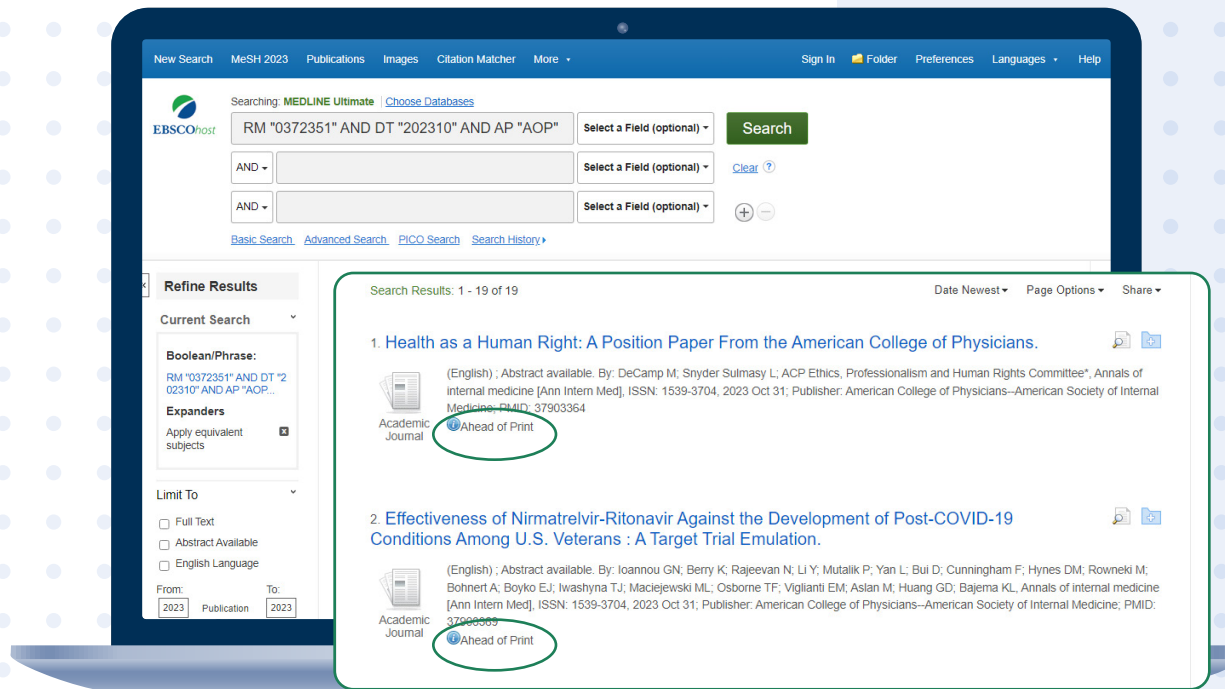 New Search MeSH 2023 Publications Images Citation Matcher More Sign In Folder Preferences Languages Help
Searching: MEDLINE Ultimate Choose Databases
EBSCOhost
RM "0372351" AND DT "202310" AND AP "AOP" Select a Field (optional) Search
AND Select a Field (optional) Clear ?
AND Select a Field (optional)
Basic Search Advanced Search PICO Search Search History
Refine Results
Current Search
Boolean/Phrase:
RM "0372351" AND DT "2
02310" AND AP "AOP...
Expanders
Apply equivalent
subjects
Limit To
Full Text
Abstract Available
English Language
From: To:
2023 Publication 2023
Search Results: 1 - 19 of 19 Date Newest Page Options Share
1. Health as a Human Right: A Position Paper From the American College of Physicians.
(English) ; Abstract available. By: DeCamp M; Snyder Sulmasy L; ACP Ethics, Professionalism and Human Rights Committee*, Annals of
internal medicine [Ann Intern Med], ISSN: 1539-3704, 2023 Oct 31; Publisher: American College of Physicians--American Society of Internal
Medicine; PMID: 37903364
Academic
Journal
Ahead of Print
2. Effectiveness of Nirmatrelvir-Ritonavir Against the Development of Post-COVID-19
Conditions Among U.S. Veterans : A Target Trial Emulation.
(English) ; Abstract available. By: Ioannou GN; Berry K; Rajeevan N; Li Y; Mutalik P; Yan L; Bui D; Cunningham F; Hynes DM; Rowneki M;
Bohnert A; Boyko EJ; Iwashyna TJ; Maciejewski ML; Osborne TF; Viglianti EM; Aslan M; Huang GD; Bajema KL, Annals of internal medicine
[Ann Intern Med], ISSN: 1539-3704, 2023 Oct 31; Publisher: American College of Physicians--American Society of Internal Medicine; PMID:
Academic
Journal
Ahead of Print